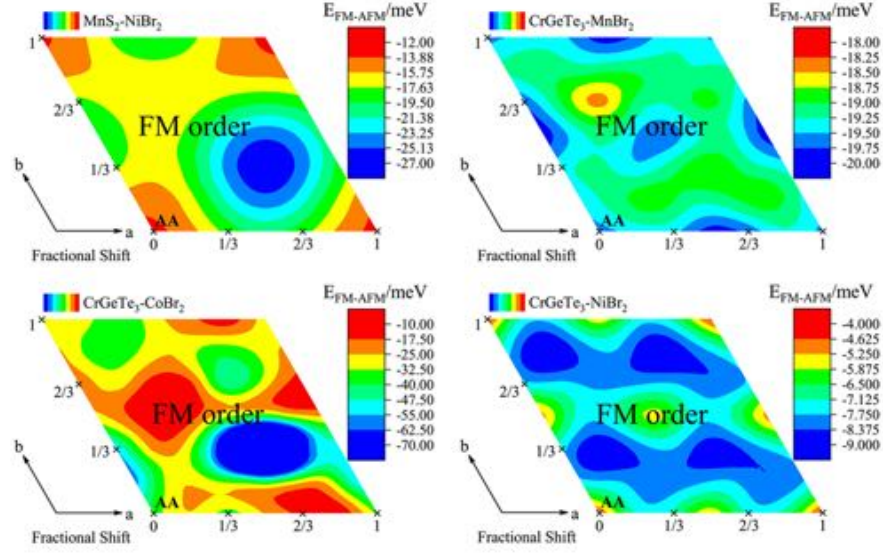 MnS₂-NiBr₂
E_FM-AFM/meV
-12.00
-13.88
-15.75
-17.63
-19.50
-21.38
-23.25
-25.13
-27.00
1
2/3
1/3
FM order
AA
b
a
0
1/3
2/3
1
Fractional Shift
CrGeTe₃-MnBr₂
E_FM-AFM/meV
-18.00
-18.25
-18.50
-18.75
-19.00
-19.25
-19.50
-19.75
-20.00
1
2/3
1/3
FM order
AA
b
a
0
1/3
2/3
1
Fractional Shift
CrGeTe₃-CoBr₂
E_FM-AFM/meV
-10.00
-17.50
-25.00
-32.50
-40.00
-47.50
-55.00
-62.50
-70.00
1
2/3
1/3
FM order
AA
b
a
0
1/3
2/3
1
Fractional Shift
CrGeTe₃-NiBr₂
E_FM-AFM/meV
-4.000
-4.625
-5.250
-5.875
-6.500
-7.125
-7.750
-8.375
-9.000
1
2/3
1/3
FM order
AA
b
a
0
1/3
2/3
1
Fractional Shift